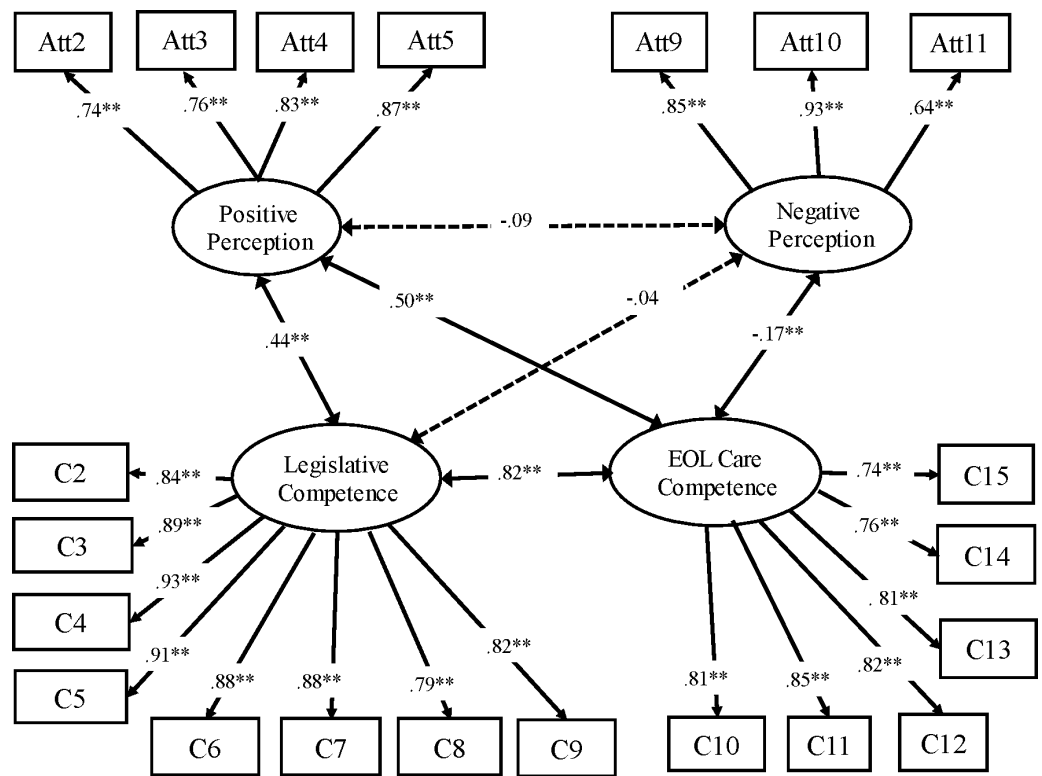 Att2
Att3
Att4
Att5
Att9
Att10
Att11
.74**
.76**
.83**
.87**
.85**
.93**
.64**
Positive
Perception
Negative
Perception
-.09
.50**
-.04
.44**
-.17**
Legislative
Competence
EOL Care
Competence
.82**
C2
C3
C4
C5
C6
C7
C8
C9
.84**
.89**
.93**
.91**
.88**
.88**
.79**
.82**
C10
C11
C12
C13
C14
C15
.81**
.85**
.82**
. 81**
.76**
.74**